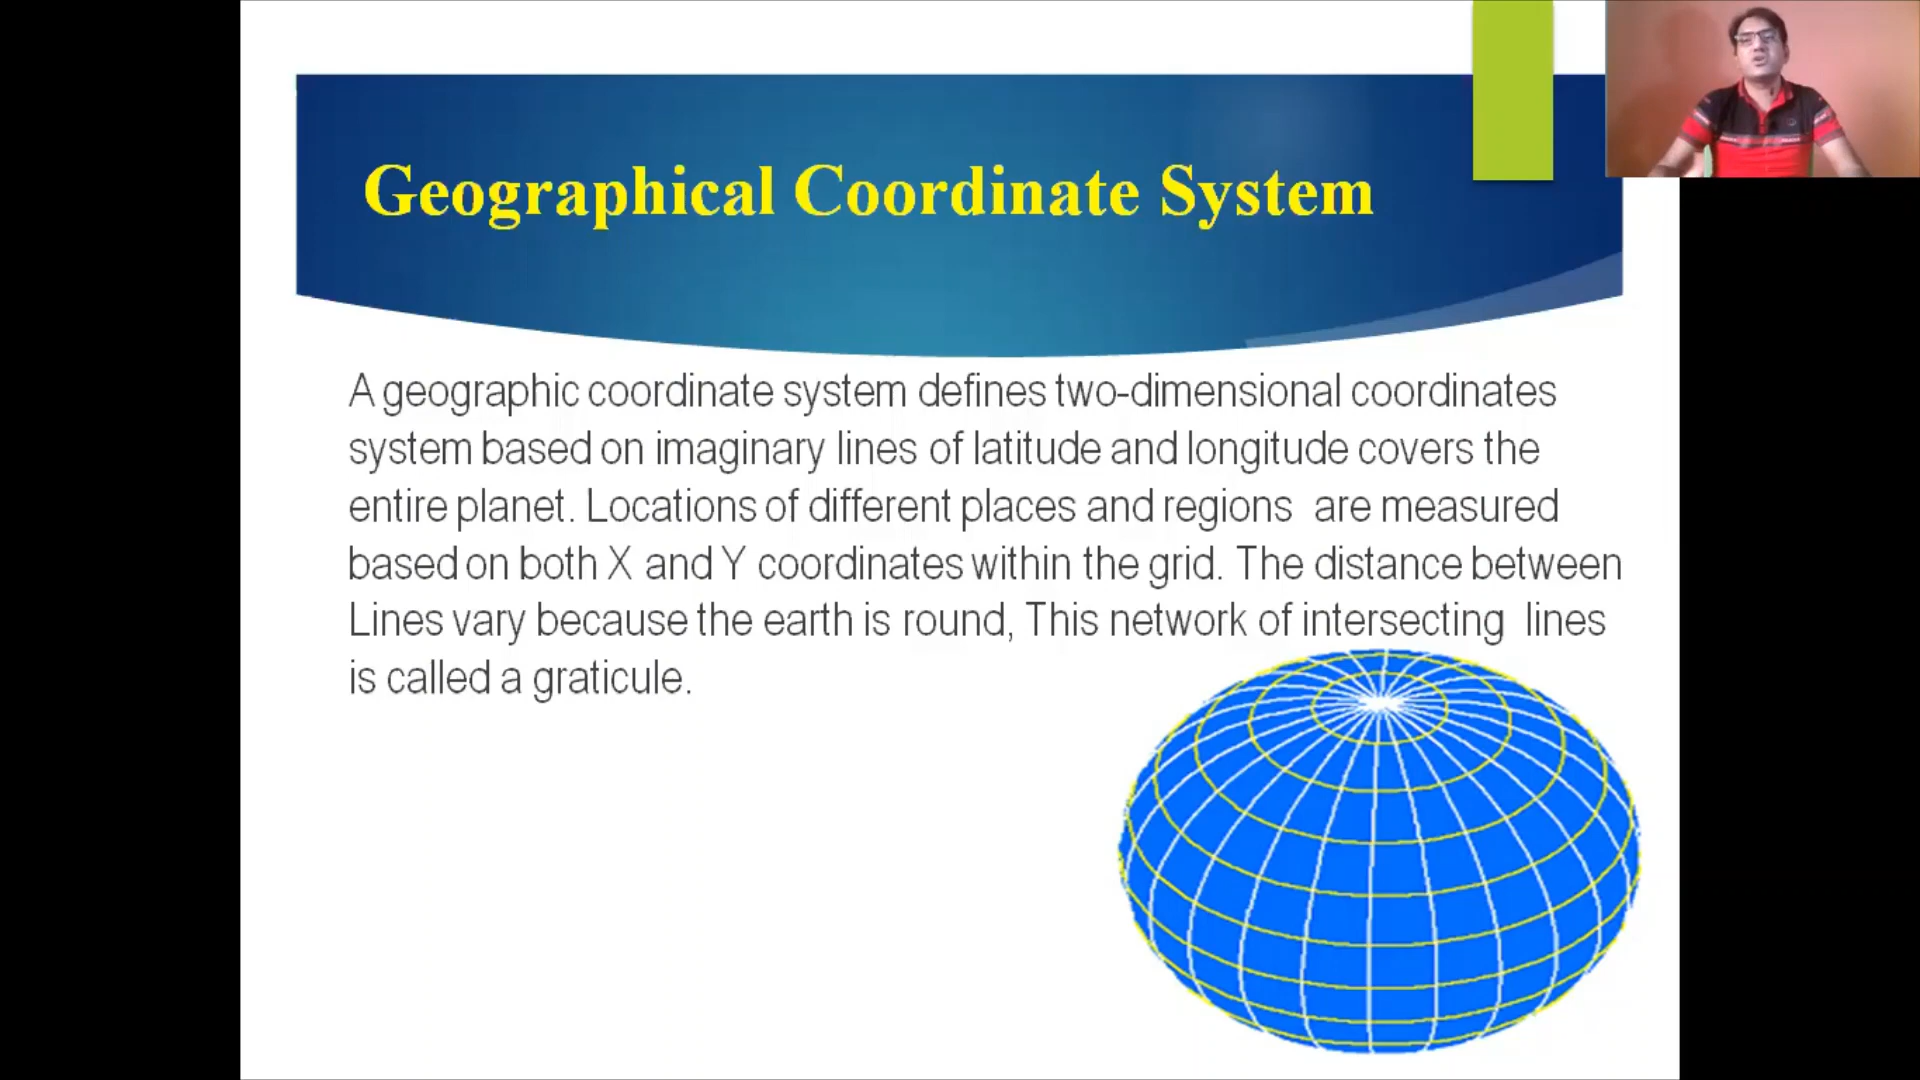 Geographical Coordinate System
A geographic coordinate system defines two-dimensional coordinates
system based on imaginary lines of latitude and longitude covers the
entire planet. Locations of different places and regions are measured
based on both X and Y coordinates within the grid. The distance between
Lines vary because the earth is round, This network of intersecting lines
is called a graticule.